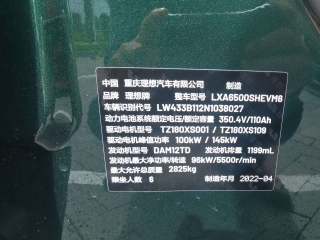 中国 重庆理想汽车有限公司 制造
品牌 理想牌 整车型号 LXA6500SHEVM6
车辆识别代号 LW433B112N1038027
动力电池系统额定电压/额定容量 350.4V/110Ah
驱动电机型号 TZ180XS001 / TZ180XS109
驱动电机峰值功率 100kW / 145kW
发动机型号 DAM12TD 发动机排量 1199mL
发动机最大净功率/转速 96kW/5500r/min
最大允许总质量 2825kg
乘坐人数 6 制造年月 2022-04